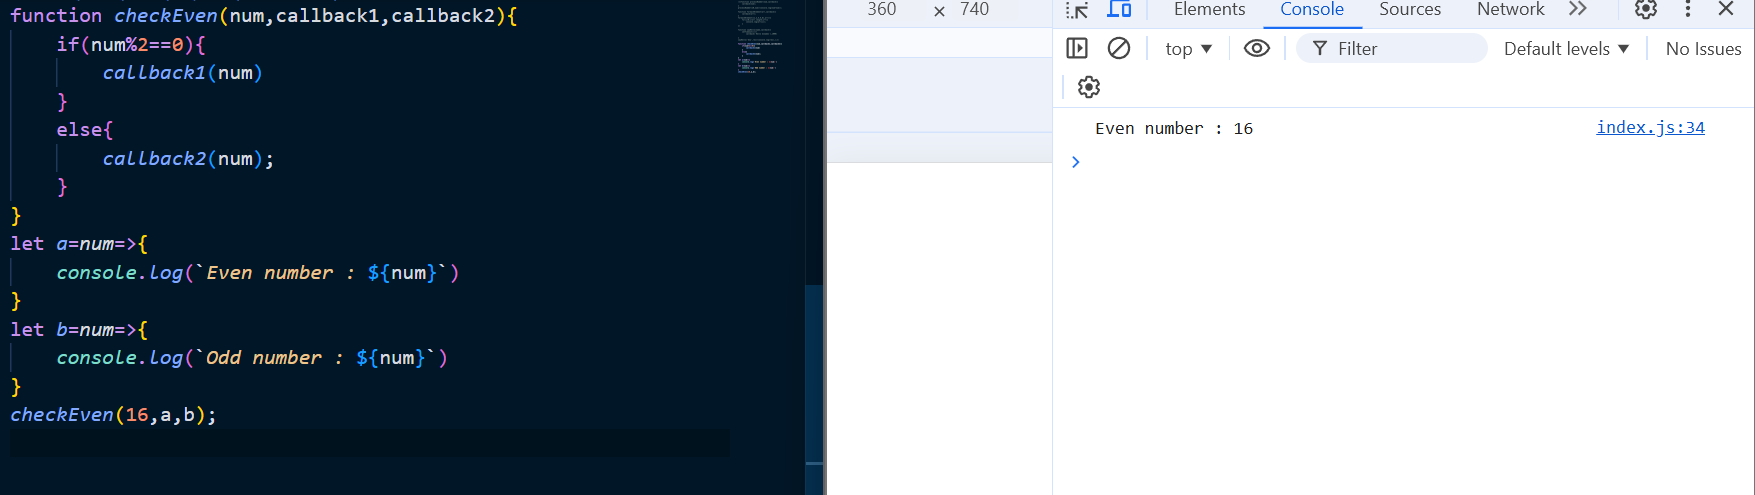 function checkEven(num,callback1,callback2){
    if(num%2==0){
        callback1(num)
    }
    else{
        callback2(num);
    }
}
let a=num=>{
    console.log(`Even number : ${num}`)
}
let b=num=>{
    console.log(`Odd number : ${num}`)
}
checkEven(16,a,b);
360 × 740
Elements Console Sources Network
top Filter Default levels No Issues
Even number : 16 index.js:34